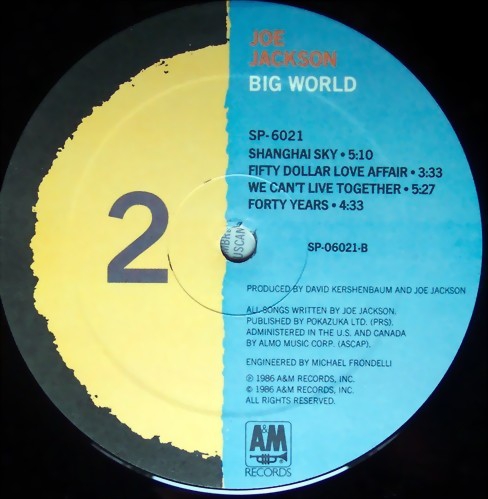 JOE
JACKSON
BIG WORLD
SP-6021
SHANGHAI SKY • 5:10
FIFTY DOLLAR LOVE AFFAIR • 3:33
WE CAN'T LIVE TOGETHER • 5:27
FORTY YEARS • 4:33
2
SP-06021-B
PRODUCED BY DAVID KERSHENBAUM AND JOE JACKSON
ALL SONGS WRITTEN BY JOE JACKSON.
PUBLISHED BY POKAZUKA LTD. (PRS).
ADMINISTERED IN THE U.S. AND CANADA
BY ALMO MUSIC CORP. (ASCAP).
ENGINEERED BY MICHAEL FRONDELLI
℗ 1986 A&M RECORDS, INC.
© 1986 A&M RECORDS, INC.
ALL RIGHTS RESERVED.
A&M
RECORDS